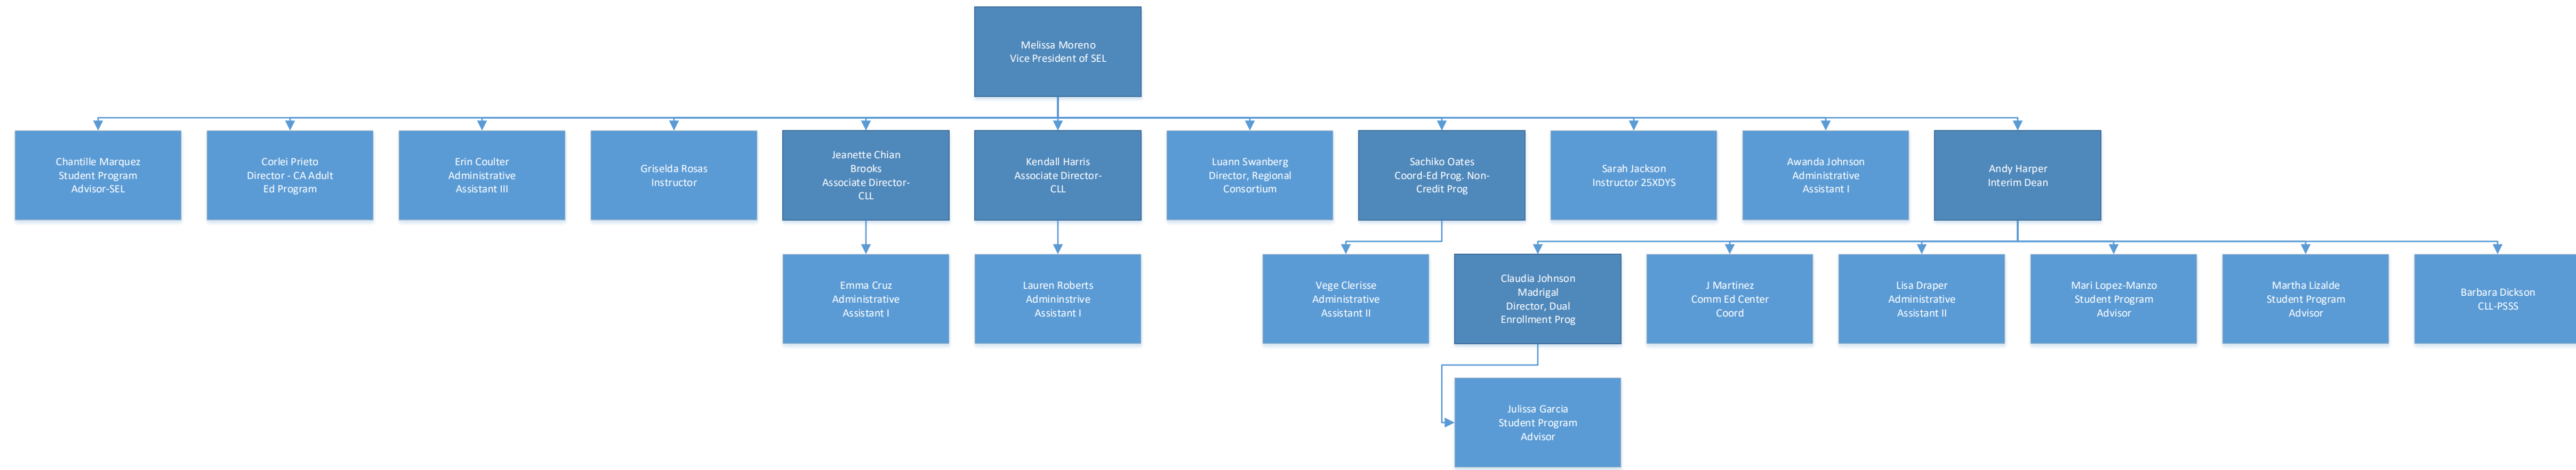 Melissa Moreno
Vice President of SEL
Chantille Marquez
Student Program
Advisor-SEL
Corlei Prieto
Director - CA Adult
Ed Program
Erin Coulter
Administrative
Assistant III
Griselda Rosas
Instructor
Jeanette Chian
Brooks
Associate Director-
CLL
Kendall Harris
Associate Director-
CLL
Luann Swanberg
Director, Regional
Consortium
Sachiko Oates
Coord-Ed Prog. Non-
Credit Prog
Sarah Jackson
Instructor 25XDYS
Awanda Johnson
Administrative
Assistant I
Andy Harper
Interim Dean
Emma Cruz
Administrative
Assistant I
Lauren Roberts
Admininstrive
Assistant I
Vege Clerisse
Administrative
Assistant II
Claudia Johnson
Madrigal
Director, Dual
Enrollment Prog
J Martinez
Comm Ed Center
Coord
Lisa Draper
Administrative
Assistant II
Mari Lopez-Manzo
Student Program
Advisor
Martha Lizalde
Student Program
Advisor
Barbara Dickson
CLL-PSSS
Julissa Garcia
Student Program
Advisor